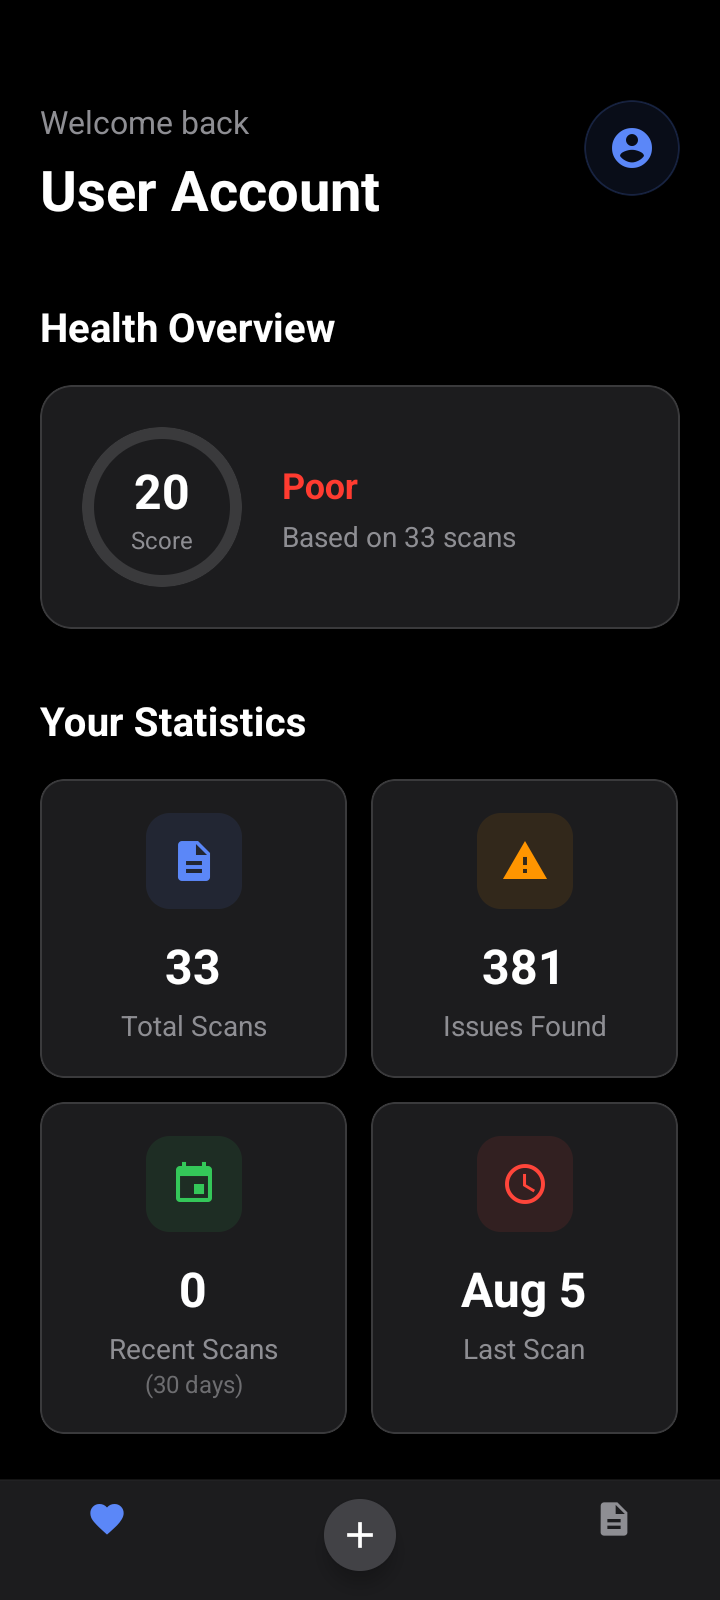 Welcome back
User Account
Health Overview
20
Score
Poor
Based on 33 scans
Your Statistics
33
Total Scans
381
Issues Found
0
Recent Scans
(30 days)
Aug 5
Last Scan